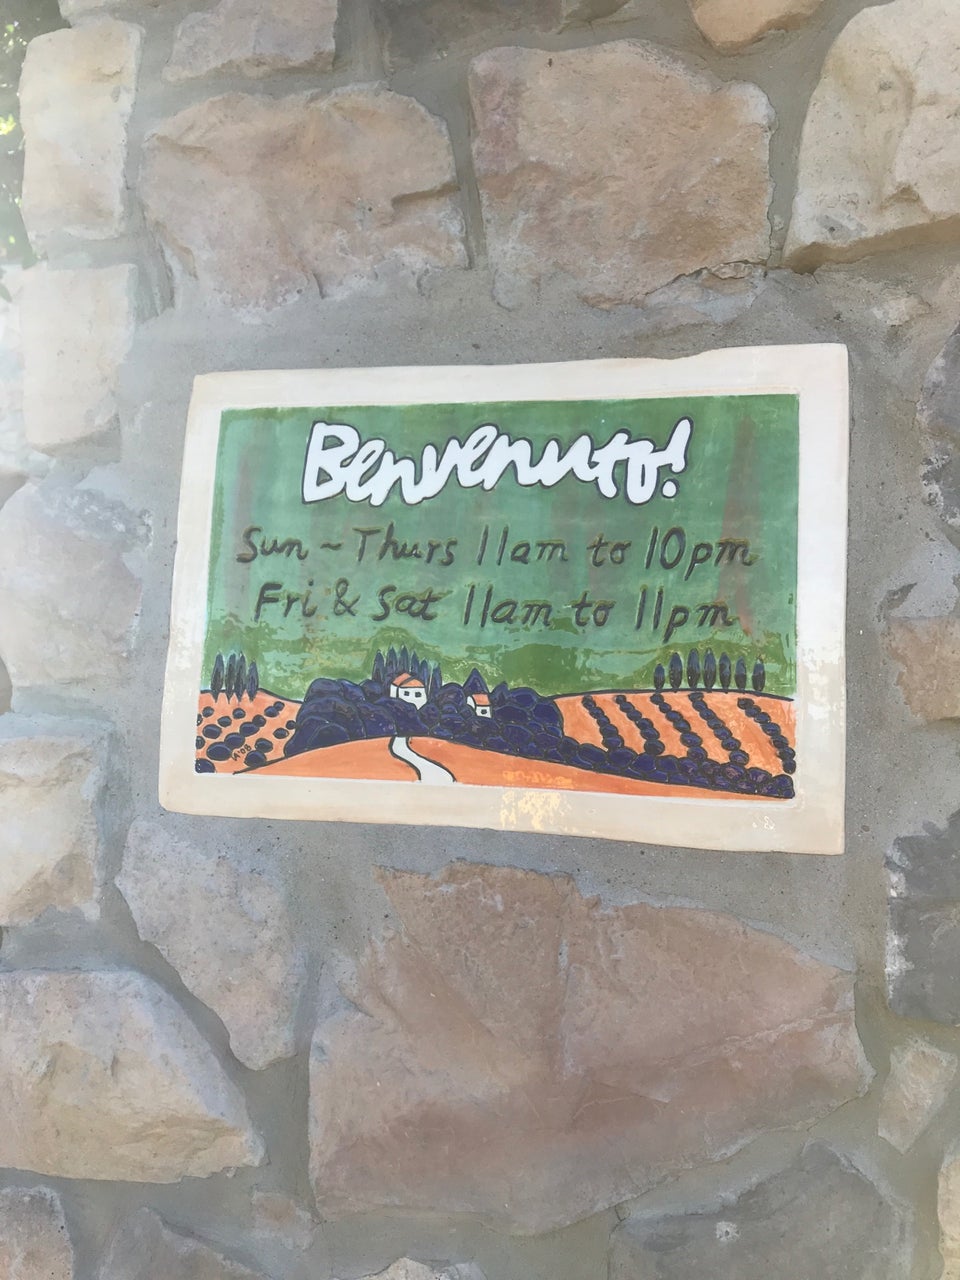 Benvenuto!
Sun ~ Thurs 11am to 10pm
Fri & Sat 11am to 11pm